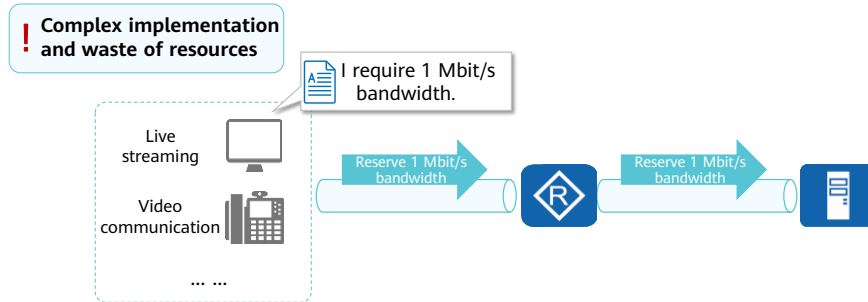 ! Complex implementation
and waste of resources
A
I require 1 Mbit/s
bandwidth.
Live
streaming
Video
communication
... ...
Reserve 1 Mbit/s
bandwidth
R
Reserve 1 Mbit/s
bandwidth